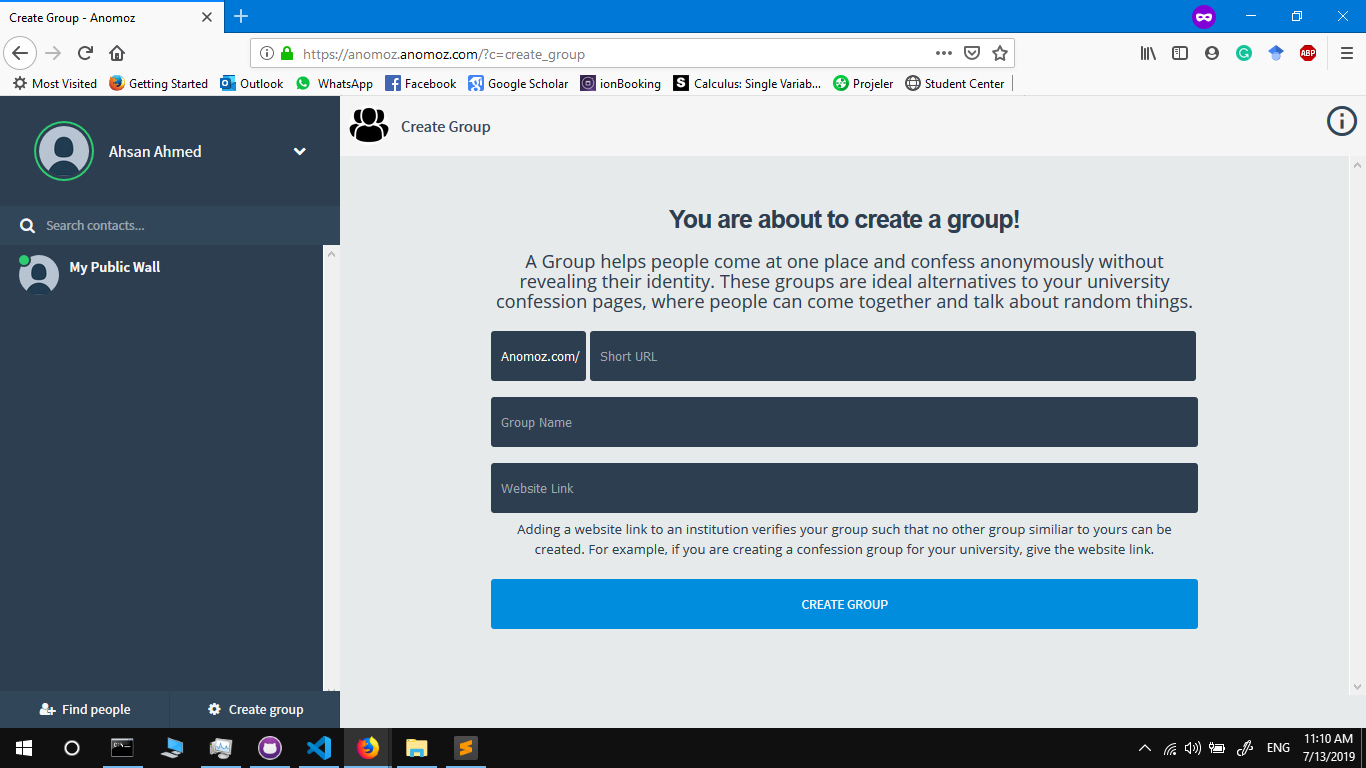 Create Group - Anomoz
https://anomoz.anomoz.com/?c=create_group
ABP
Most Visited Getting Started Outlook WhatsApp Facebook Google Scholar ionBooking S Calculus: Single Variab... Projeler Student Center
Ahsan Ahmed
Create Group
Search contacts...
My Public Wall
You are about to create a group!
A Group helps people come at one place and confess anonymously without
revealing their identity. These groups are ideal alternatives to your university
confession pages, where people can come together and talk about random things.
Anomoz.com/ Short URL
Group Name
Website Link
Adding a website link to an institution verifies your group such that no other group similiar to yours can be
created. For example, if you are creating a confession group for your university, give the website link.
CREATE GROUP
Find people Create group
ENG
11:10 AM
7/13/2019